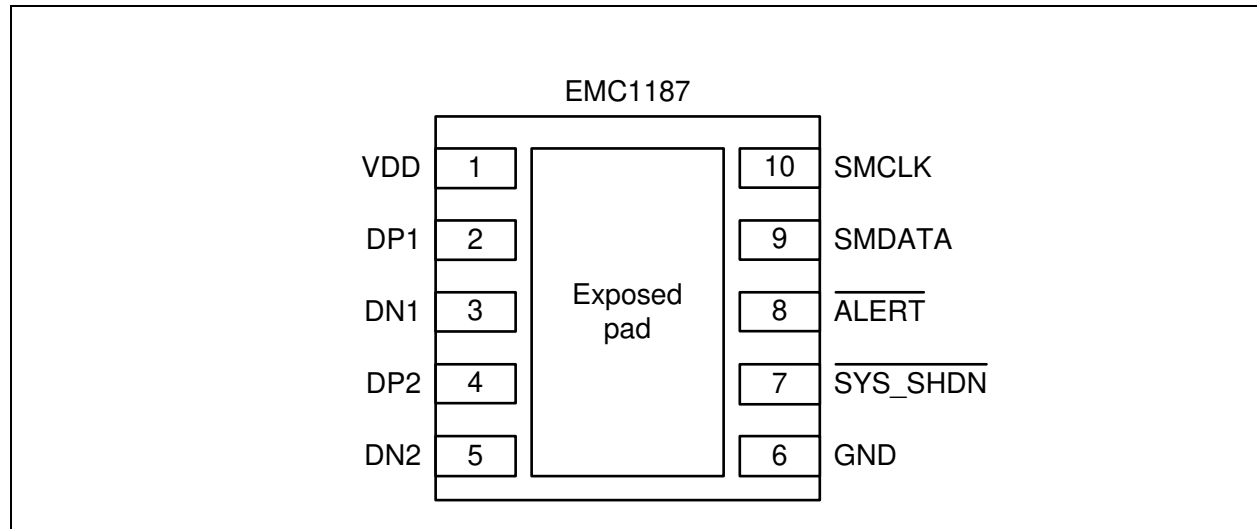 EMC1187
VDD 1 10 SMCLK
DP1 2 9 SMDATA
DN1 3 Exposed pad 8 ALERT
DP2 4 7 SYS_SHDN
DN2 5 6 GND